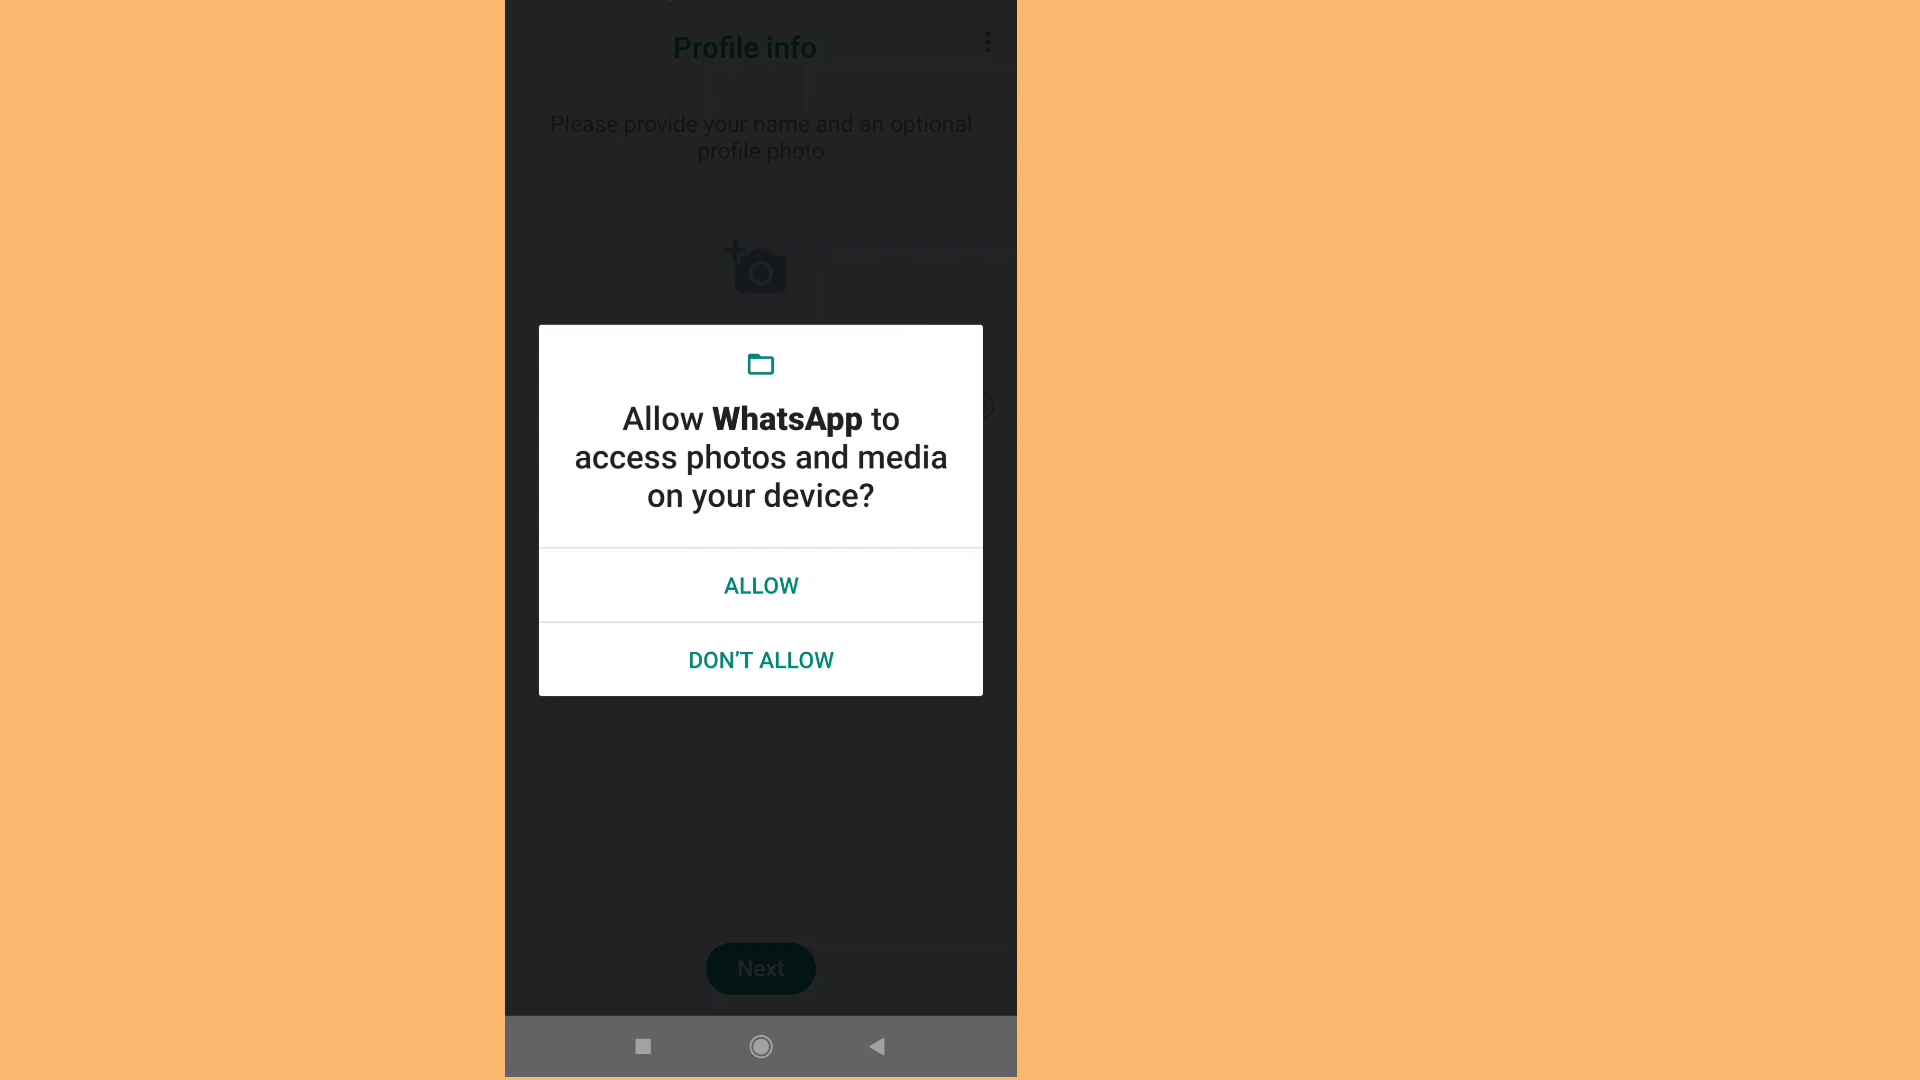 Profile info
Please provide your name and an optional
profile photo
Allow WhatsApp to
access photos and media
on your device?
ALLOW
DON’T ALLOW
Next